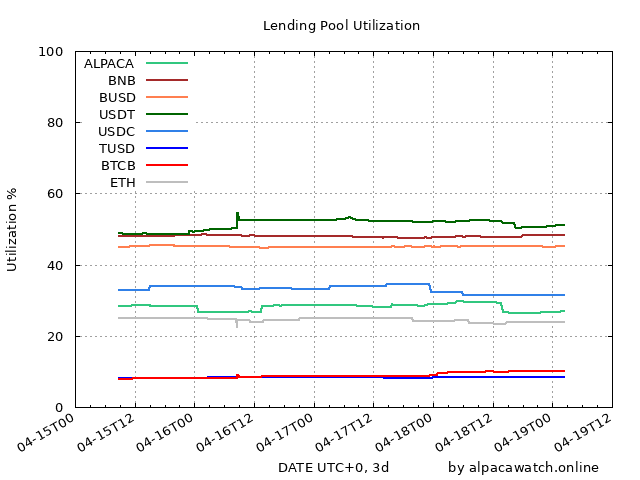 Lending Pool Utilization
Utilization %
100
80
60
40
20
0
ALPACA
BNB
BUSD
USDT
USDC
TUSD
BTCB
ETH
04-15T00
04-15T12
04-16T00
04-16T12
04-17T00
04-17T12
04-18T00
04-18T12
04-19T00
04-19T12
DATE UTC+0, 3d
by alpacawatch.online